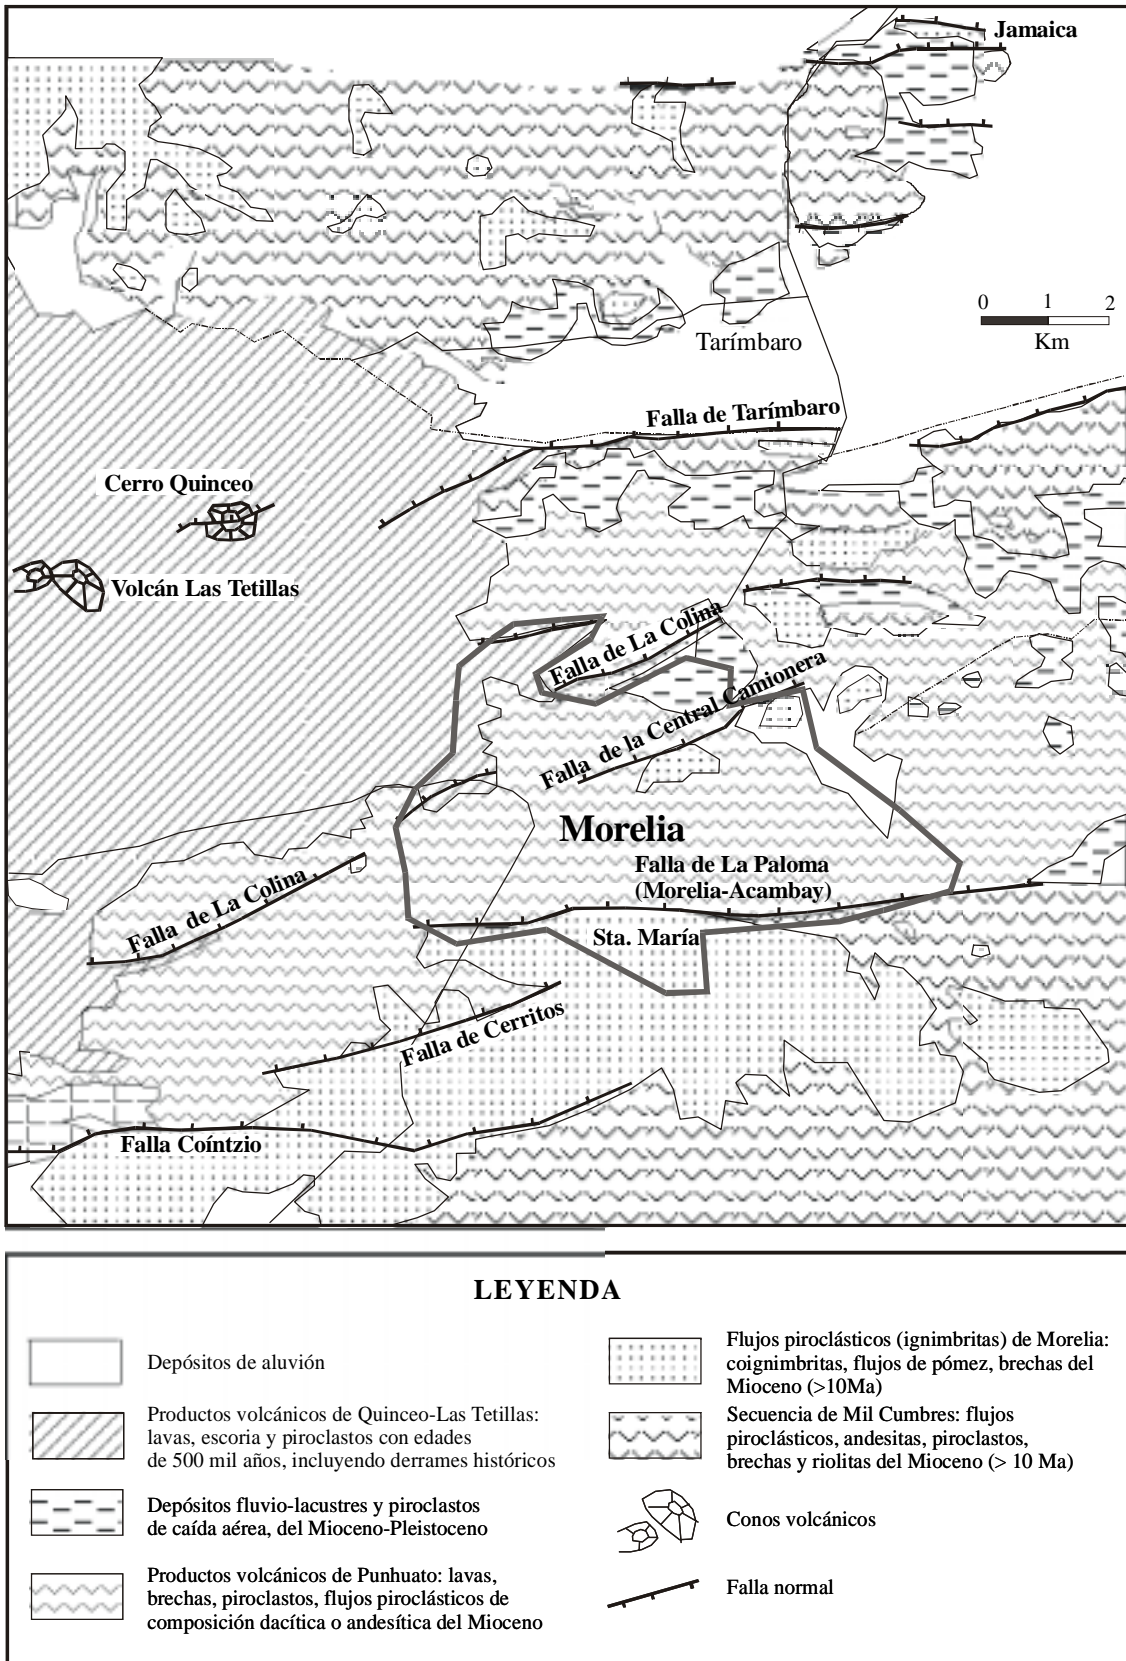 Jamaica
0 1 2
Km
Tarímbaro
Falla de Tarímbaro
Cerro Quinceo
Volcán Las Tetillas
Falla de La Colina
Falla de la Central Camionera
Morelia
Falla de La Paloma
(Morelia-Acambay)
Falla de La Colina
Sta. María
Falla de Cerritos
Falla Coíntzio
LEYENDA
Depósitos de aluvión
Productos volcánicos de Quinceo-Las Tetillas:
lavas, escoria y piroclastos con edades
de 500 mil años, incluyendo derrames históricos
Depósitos fluvio-lacustres y piroclastos
de caída aérea, del Mioceno-Pleistoceno
Productos volcánicos de Punhuato: lavas,
brechas, piroclastos, flujos piroclásticos de
composición dacítica o andesítica del Mioceno
Flujos piroclásticos (ignimbritas) de Morelia:
coignimbritas, flujos de pómez, brechas del
Mioceno (>10Ma)
Secuencia de Mil Cumbres: flujos
piroclásticos, andesitas, piroclastos,
brechas y riolitas del Mioceno (> 10 Ma)
Conos volcánicos
Falla normal